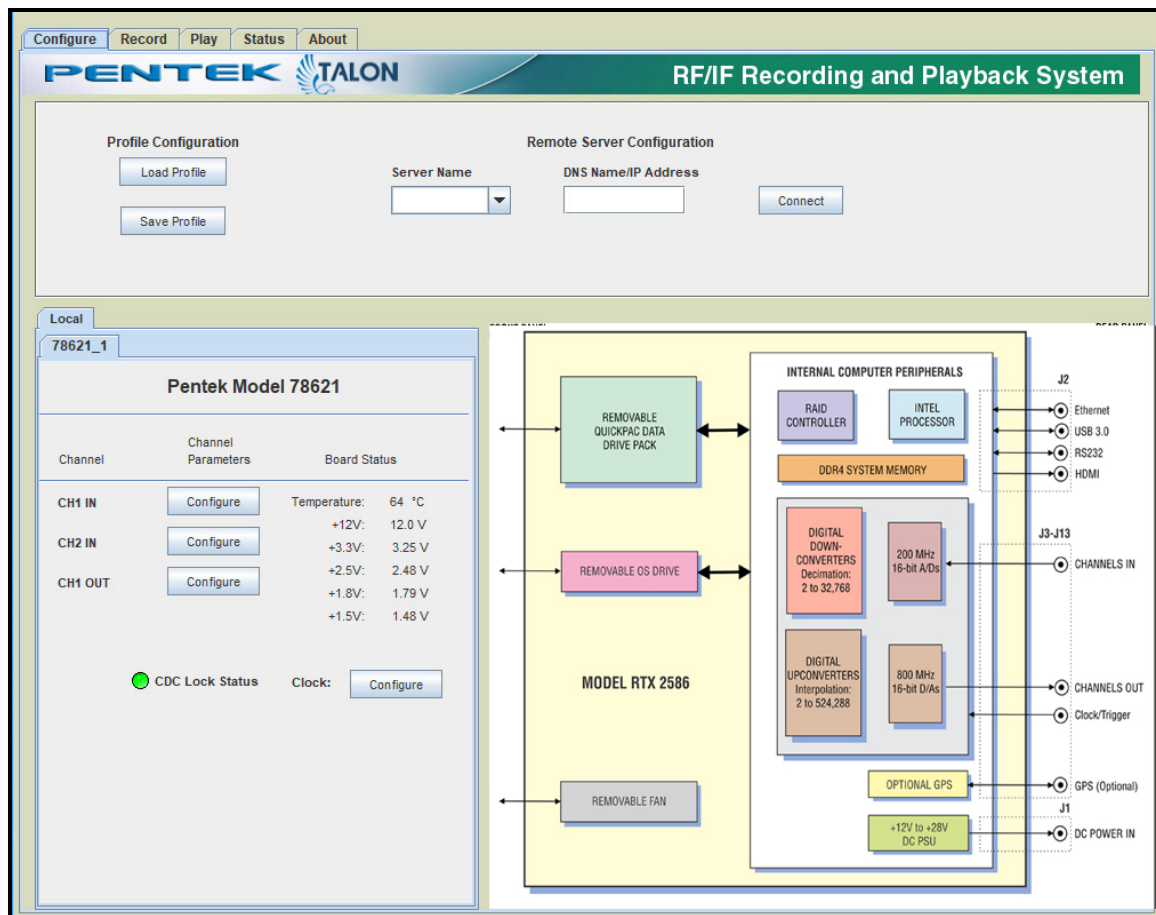 Configure Record Play Status About
PENTEK TALON RF/IF Recording and Playback System
Profile Configuration
Load Profile
Save Profile
Remote Server Configuration
Server Name DNS Name/IP Address
Connect
Local
78621_1
Pentek Model 78621
Channel
Channel Parameters
Board Status
CH1 IN Configure
CH2 IN Configure
CH1 OUT Configure
Temperature: 64 °C
+12V: 12.0 V
+3.3V: 3.25 V
+2.5V: 2.48 V
+1.8V: 1.79 V
+1.5V: 1.48 V
CDC Lock Status Clock: Configure
REMOVABLE
QUICKPAC DATA
DRIVE PACK
REMOVABLE OS DRIVE
MODEL RTX 2586
REMOVABLE FAN
INTERNAL COMPUTER PERIPHERALS
RAID
CONTROLLER
INTEL
PROCESSOR
DDR4 SYSTEM MEMORY
DIGITAL
DOWN-
CONVERTERS
Decimation:
2 to 32,768
200 MHz
16-bit A/Ds
DIGITAL
UPCONVERTERS
Interpolation:
2 to 524,288
800 MHz
16-bit D/As
OPTIONAL GPS
+12V to +28V
DC PSU
J2
Ethernet
USB 3.0
RS232
HDMI
J3-J13
CHANNELS IN
CHANNELS OUT
Clock/Trigger
GPS (Optional)
J1
DC POWER IN